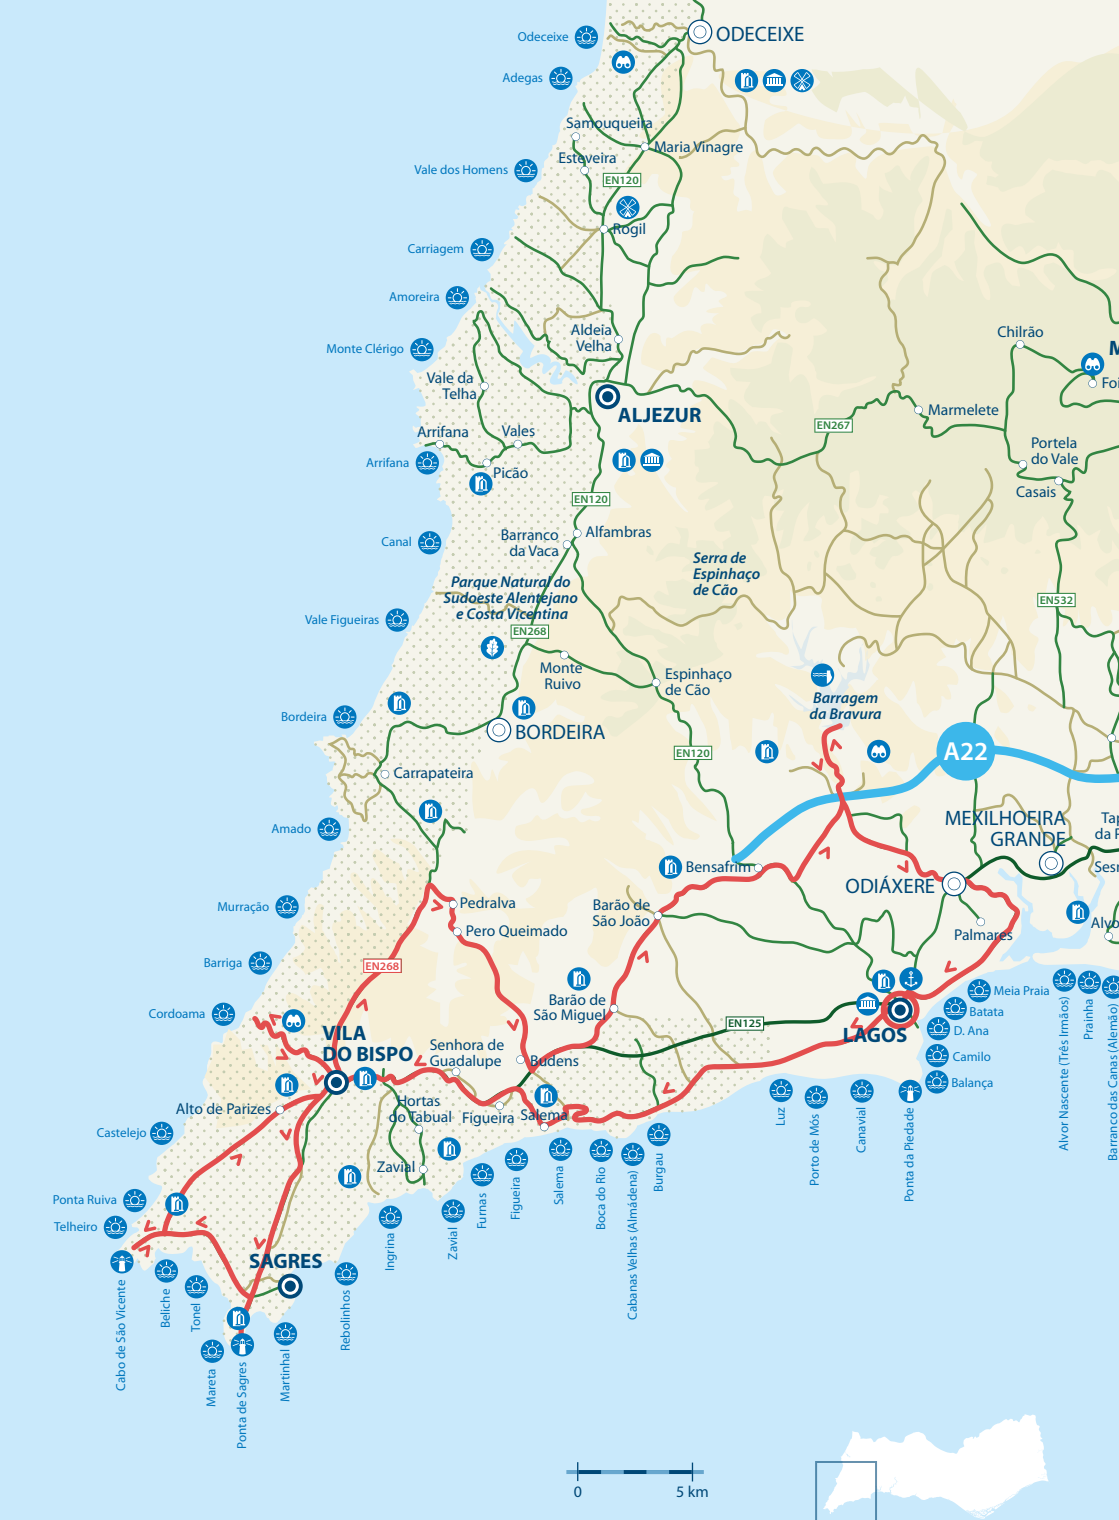 Odeceixe
ODECEIXE
Adegas
Samouqueira
Maria Vinagre
Esteveira
Vale dos Homens
EN120
Rogil
Carriagem
Amoreira
Aldeia
Velha
Chilrão
M
Monte Clérigo
Foi
Vale da
Telha
ALJEZUR
Marmelete
EN267
Arrifana
Vales
Portela
do Vale
Arrifana
Picão
Casais
EN120
Canal
Barranco
da Vaca
Alfambras
Serra de
Espinhaço
de Cão
Parque Natural do
Sudoeste Alentejano
e Costa Vicentina
EN532
Vale Figueiras
EN268
Monte
Ruivo
Espinhaço
de Cão
Barragem
da Bravura
Bordeira
BORDEIRA
EN120
A22
Carrapateira
MEXILHOEIRA
GRANDE
Tap
da P
Amado
Bensafrim
Sesm
ODIÁXERE
Murração
Pedralva
Barão de
São João
Pero Queimado
Palmares
Alvo
Barriga
EN268
Meia Praia
Barão de
São Miguel
Batata
Cordoama
EN125
D. Ana
LAGOS
VILA
DO BISPO
Senhora de
Guadalupe
Budens
Camilo
Balança
Alvor Nascente (Três Irmãos)
Prainha
Barranco das Canas (Alemão)
Alto de Parizes
Hortas
do Tabual
Figueira
Salema
Luz
Porto de Mós
Canavial
Ponta da Piedade
Castelejo
Zavial
Ponta Ruiva
Telheiro
Ingrina
Zavial
Furnas
Figueira
Salema
Boca do Rio
Cabanas Velhas (Almádena)
Burgau
SAGRES
Cabo de São Vicente
Beliche
Tonel
Mareta
Ponta de Sagres
Martinhal
Rebolinhos
0
5 km